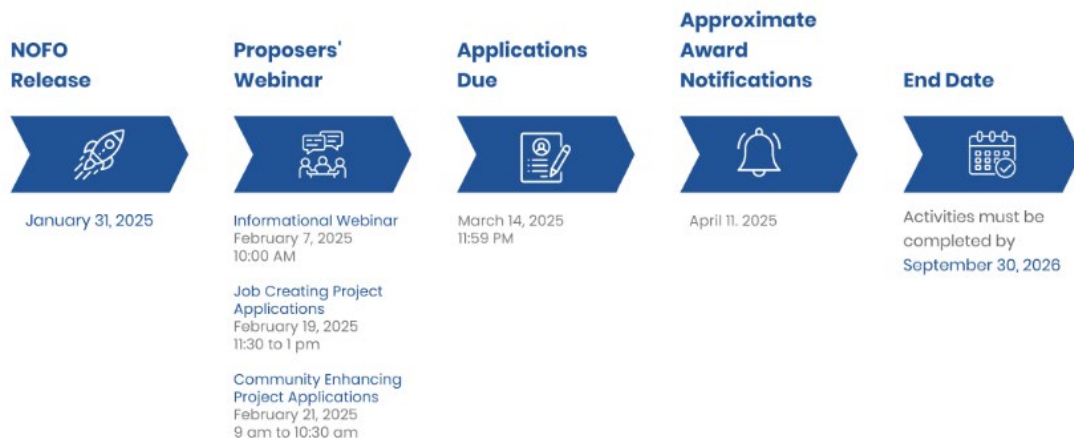 NOFO
Release
January 31, 2025
Proposers'
Webinar
Informational Webinar
February 7, 2025
10:00 AM
Job Creating Project
Applications
February 19, 2025
11:30 to 1 pm
Community Enhancing
Project Applications
February 21, 2025
9 am to 10:30 am
Applications
Due
March 14, 2025
11:59 PM
Approximate
Award
Notifications
April 11. 2025
End Date
Activities must be
completed by
September 30, 2026